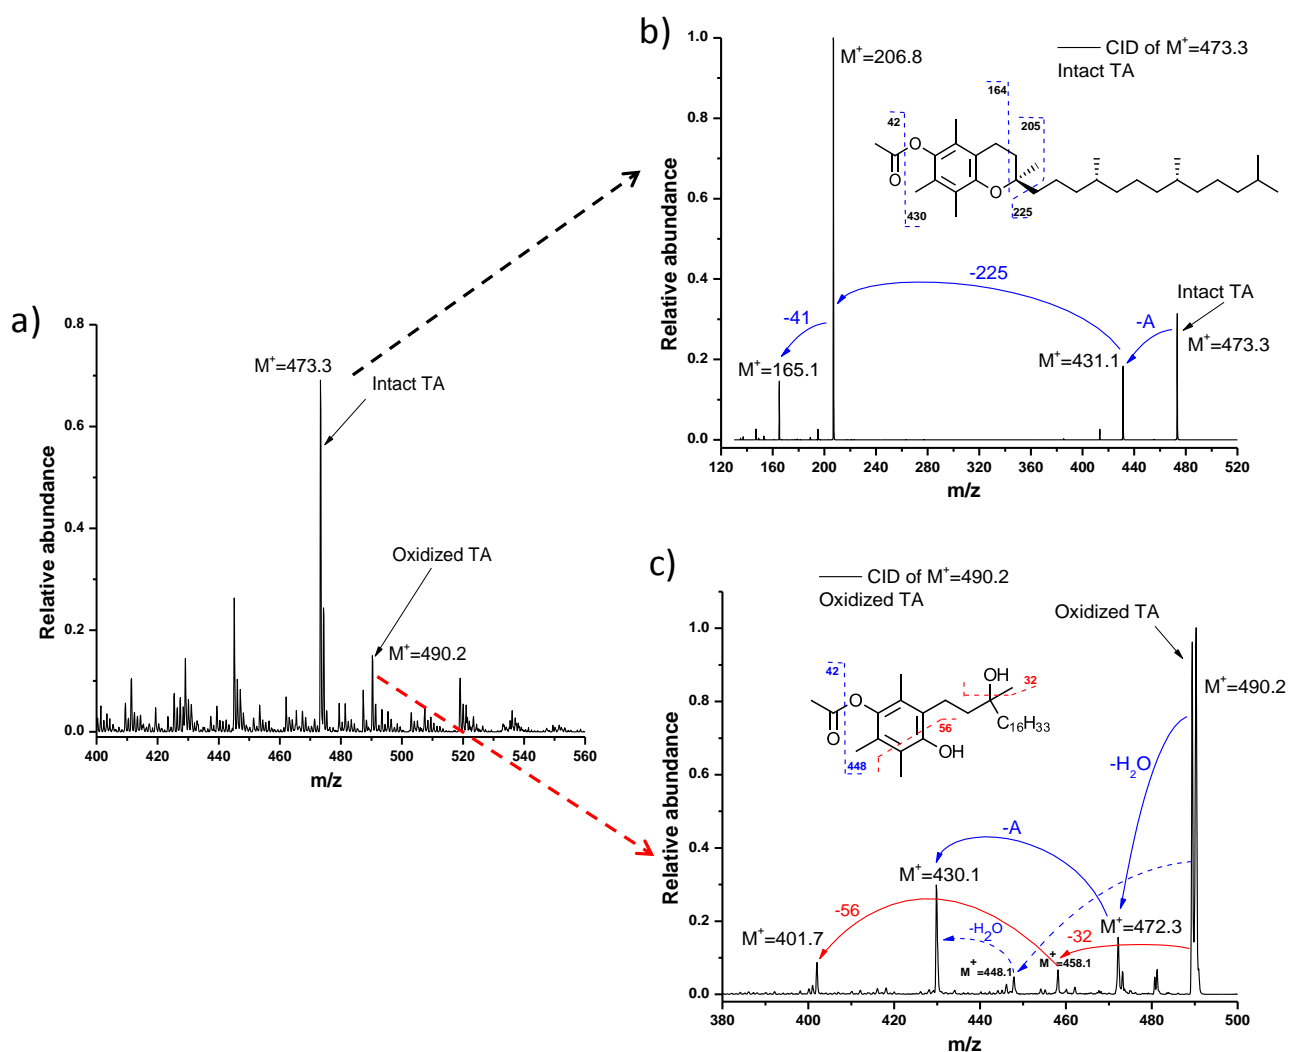 a)
Relative abundance
0.8
0.6
0.4
0.2
0.0
M+=473.3
Intact TA
Oxidized TA
M+=490.2
400 420 440 460 480 500 520 540 560
m/z
b)
Relative abundance
1.0
0.8
0.6
0.4
0.2
0.0
M+=206.8
CID of M+=473.3
Intact TA
164
42
205
O
O
O
430
225
-225
-41
-A
Intact TA
M+=473.3
M+=431.1
M+=165.1
120 160 200 240 280 320 360 400 440 480 520
m/z
c)
CID of M+=490.2
Oxidized TA
Relative abundance
1.0
0.8
0.6
0.4
0.2
0.0
Oxidized TA
M+=490.2
42
OH
32
C16H33
O
O
56
OH
448
-H2O
-A
M+=430.1
-56
M+=401.7
-H2O
M+=448.1
M+=458.1
-32
M+=472.3
380 400 420 440 460 480 500
m/z